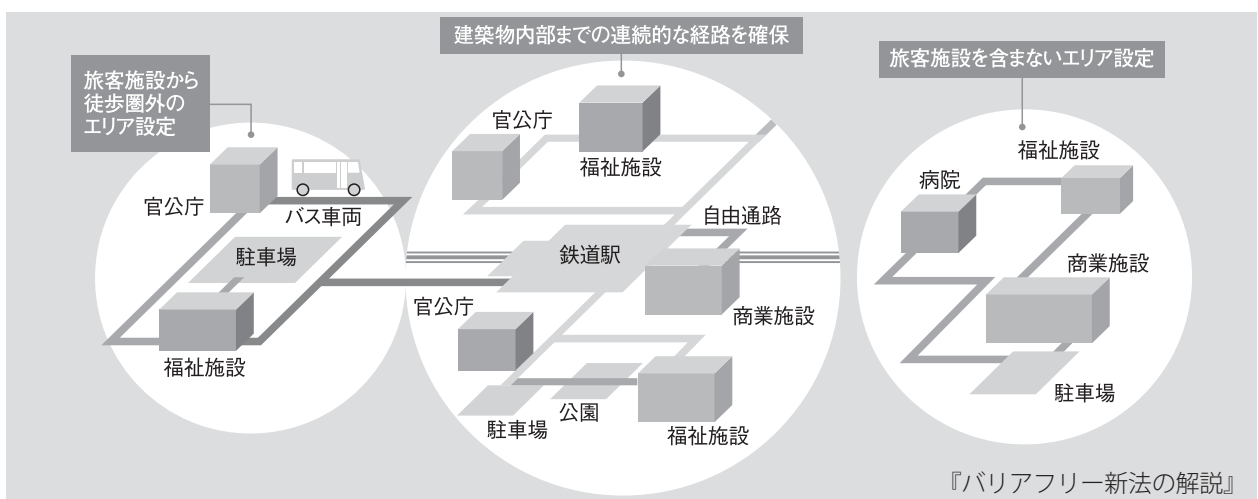 旅客施設から
徒歩圏外の
エリア設定
官公庁
バス車両
駐車場
福祉施設
建築物内部までの連続的な経路を確保
官公庁
福祉施設
自由通路
鉄道駅
商業施設
官公庁
駐車場
公園
福祉施設
旅客施設を含まないエリア設定
福祉施設
病院
商業施設
駐車場
『バリアフリー新法の解説』